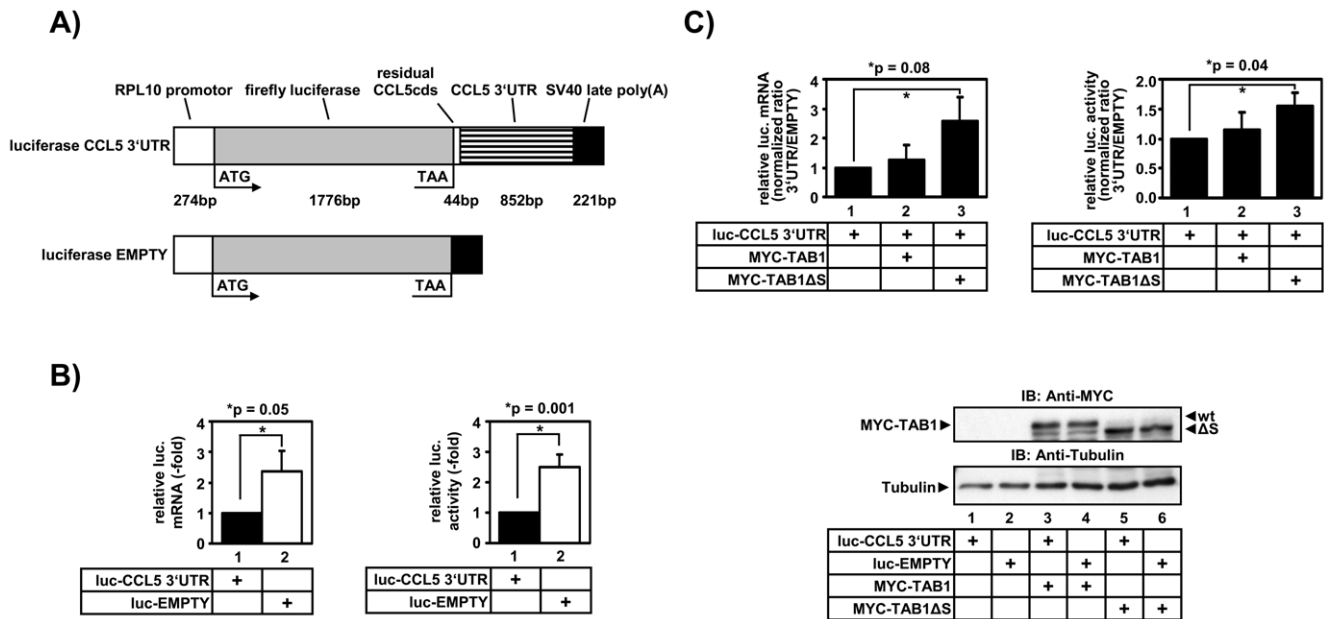 A)
residual
RPL10 promotor firefly luciferase CCL5cds CCL5 3‘UTR SV40 late poly(A)
luciferase CCL5 3‘UTR
ATG TAA
274bp 1776bp 44bp 852bp 221bp
luciferase EMPTY
ATG TAA
B)
*p = 0.05
relative luc.
mRNA (-fold)
4
3
2
1
0
*
1 2
luc-CCL5 3‘UTR +
luc-EMPTY +
*p = 0.001
relative luc.
activity (-fold)
4
3
2
1
0
*
1 2
luc-CCL5 3‘UTR +
luc-EMPTY +
C)
*p = 0.08
relative luc. mRNA
(normalized ratio
3‘UTR/EMPTY)
4
3
2
1
0
*
1 2 3
luc-CCL5 3‘UTR + + +
MYC-TAB1 +
MYC-TAB1ΔS +
*p = 0.04
relative luc. activity
(normalized ratio
3‘UTR/EMPTY)
2.0
1.5
1.0
0.5
0.0
*
1 2 3
luc-CCL5 3‘UTR + + +
MYC-TAB1 +
MYC-TAB1ΔS +
IB: Anti-MYC
MYC-TAB1
wt
ΔS
IB: Anti-Tubulin
Tubulin
1 2 3 4 5 6
luc-CCL5 3‘UTR + + +
luc-EMPTY + + +
MYC-TAB1 + +
MYC-TAB1ΔS + +